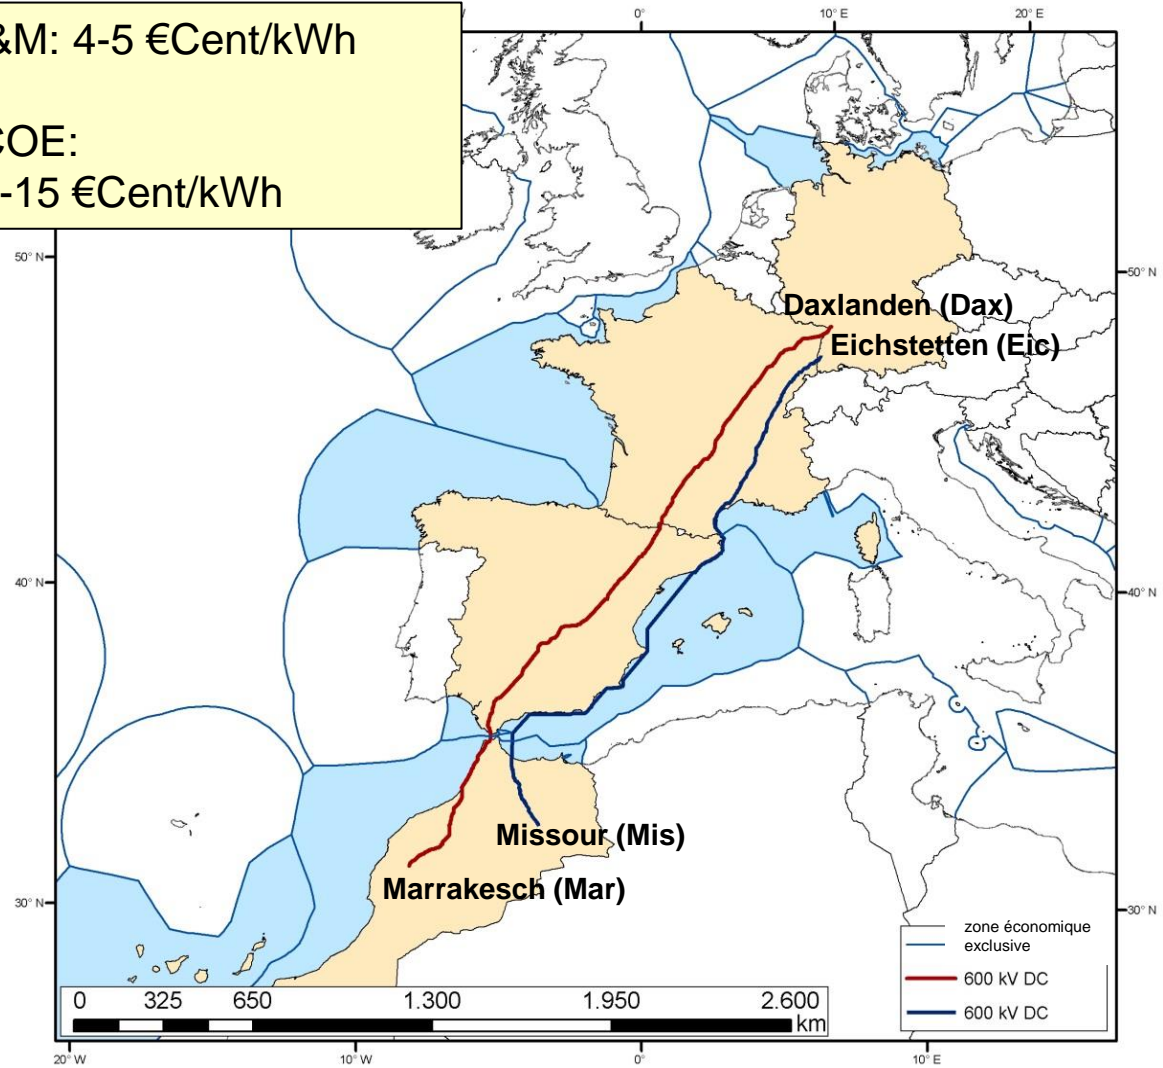 &M: 4-5 €Cent/kWh
COE:
-15 €Cent/kWh
0° 10° E 20° E
50° N 50° N
Daxlanden (Dax)
Eichstetten (Eic)
40° N 40° N
Missour (Mis)
Marrakesch (Mar)
30° N 30° N
zone économique
exclusive
600 kV DC
600 kV DC
0 325 650 1.300 1.950 2.600
km
20° W 10° W 0° 10° E